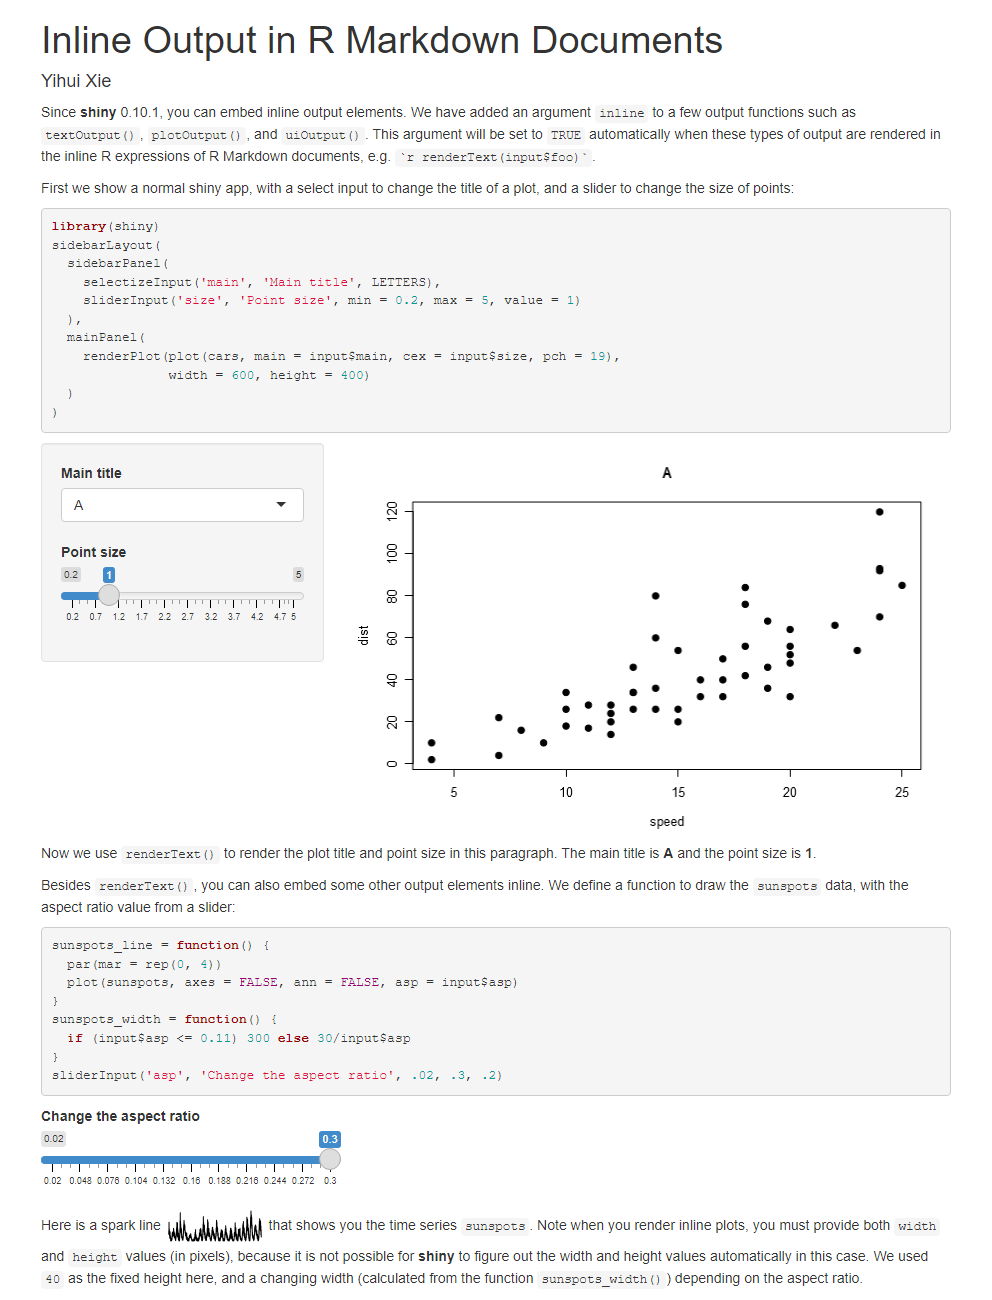 Inline Output in R Markdown Documents
Yihui Xie
Since shiny 0.10.1, you can embed inline output elements. We have added an argument inline to a few output functions such as
textOutput(), plotOutput(), and uiOutput(). This argument will be set to TRUE automatically when these types of output are rendered in
the inline R expressions of R Markdown documents, e.g. `r renderText(input$foo)`.
First we show a normal shiny app, with a select input to change the title of a plot, and a slider to change the size of points:
library(shiny)
sidebarLayout(
  sidebarPanel(
    selectizeInput('main', 'Main title', LETTERS),
    sliderInput('size', 'Point size', min = 0.2, max = 5, value = 1)
  ),
  mainPanel(
    renderPlot(plot(cars, main = input$main, cex = input$size, pch = 19),
               width = 600, height = 400)
  )
)
Main title
A
Point size
0.2 1 5
0.2 0.7 1.2 1.7 2.2 2.7 3.2 3.7 4.2 4.7 5
A
120
100
80
60
40
20
0
dist
5 10 15 20 25
speed
Now we use renderText() to render the plot title and point size in this paragraph. The main title is A and the point size is 1.
Besides renderText(), you can also embed some other output elements inline. We define a function to draw the sunspots data, with the
aspect ratio value from a slider:
sunspots_line = function() {
  par(mar = rep(0, 4))
  plot(sunspots, axes = FALSE, ann = FALSE, asp = input$asp)
}
sunspots_width = function() {
  if (input$asp <= 0.11) 300 else 30/input$asp
}
sliderInput('asp', 'Change the aspect ratio', .02, .3, .2)
Change the aspect ratio
0.02 0.3
0.02 0.048 0.076 0.104 0.132 0.16 0.188 0.216 0.244 0.272 0.3
Here is a spark line that shows you the time series sunspots. Note when you render inline plots, you must provide both width
and height values (in pixels), because it is not possible for shiny to figure out the width and height values automatically in this case. We used
40 as the fixed height here, and a changing width (calculated from the function sunspots_width()) depending on the aspect ratio.